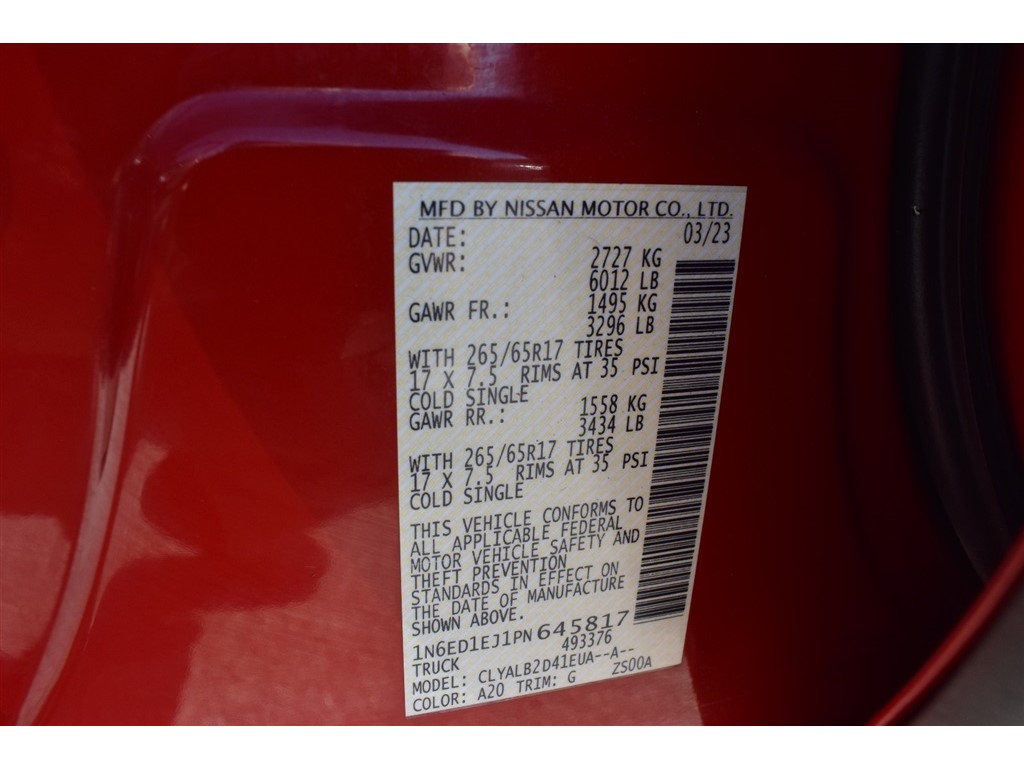 MFD BY NISSAN MOTOR CO., LTD.
DATE: 03/23
GVWR: 2727 KG
6012 LB
GAWR FR.: 1495 KG
3296 LB
WITH 265/65R17 TIRES
17 X 7.5 RIMS AT 35 PSI
COLD SINGLE
GAWR RR.: 1558 KG
3434 LB
WITH 265/65R17 TIRES
17 X 7.5 RIMS AT 35 PSI
COLD SINGLE
THIS VEHICLE CONFORMS TO
ALL APPLICABLE FEDERAL
MOTOR VEHICLE SAFETY AND
THEFT PREVENTION
STANDARDS IN EFFECT ON
THE DATE OF MANUFACTURE
SHOWN ABOVE.
1N6ED1EJ1PN645817
TRUCK 493376
MODEL: CLYALB2D41EUA--A--
COLOR: A20 TRIM: G ZS00A